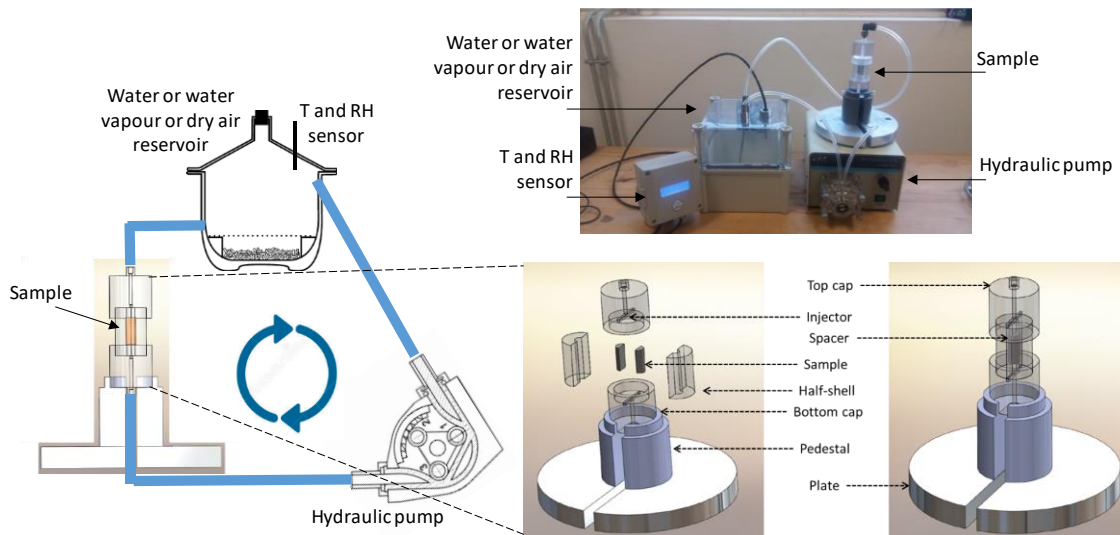 Water or water
vapour or dry air
reservoir
T and RH
sensor
Sample
Hydraulic pump
Water or water
vapour or dry air
reservoir
T and RH
sensor
Sample
Hydraulic pump
Top cap
Injector
Spacer
Sample
Half-shell
Bottom cap
Pedestal
Plate